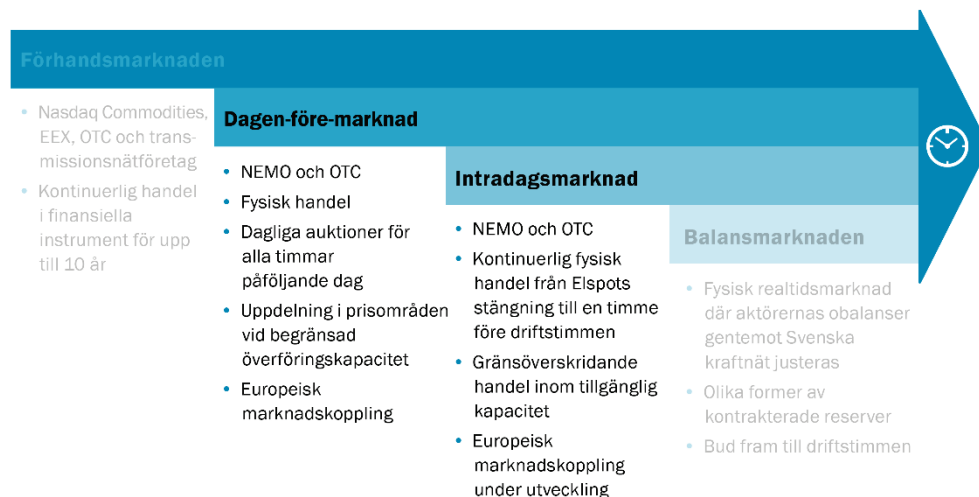 Förhandsmarknaden
• Nasdaq Commodities,
EEX, OTC och trans-
missionsnätföretag
• Kontinuerlig handel
i finansiella
instrument för upp
till 10 år
Dagen-före-marknad
• NEMO och OTC
• Fysisk handel
• Dagliga auktioner för
alla timmar
påföljande dag
• Uppdelning i prisområden
vid begränsad
överföringskapacitet
• Europeisk
marknadskoppling
Intradagsmarknad
• NEMO och OTC
• Kontinuerlig fysisk
handel från Elspots
stängning till en timme
före driftstimmen
• Gränsöverskridande
handel inom tillgänglig
kapacitet
• Europeisk
marknadskoppling
under utveckling
Balansmarknaden
• Fysisk realtidsmarknad
där aktörernas obalanser
gentemot Svenska
kraftnät justeras
• Olika former av
kontrakterade reserver
• Bud fram till driftstimmen